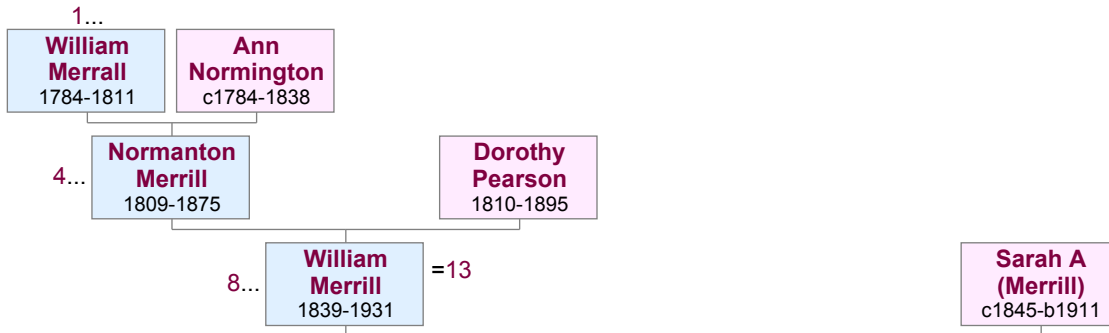 1...
William
Merrall
1784-1811
Ann
Normington
c1784-1838
4...
Normanton
Merrill
1809-1875
Dorothy
Pearson
1810-1895
8...
William
Merrill
1839-1931
=13
Sarah A
(Merrill)
c1845-b1911